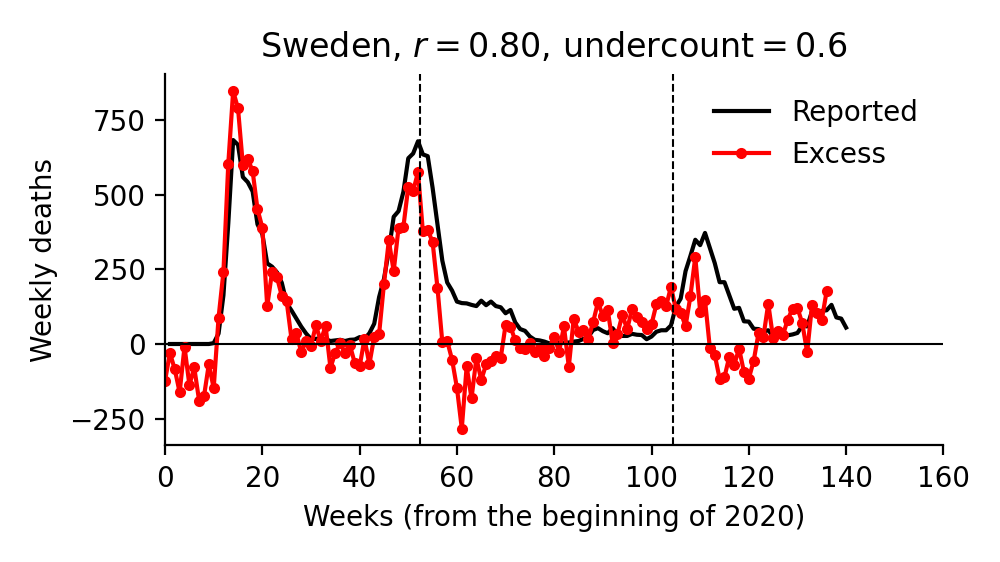 Sweden, r = 0.80, undercount = 0.6
Reported
Excess
Weekly deaths
750
500
250
0
−250
0 20 40 60 80 100 120 140 160
Weeks (from the beginning of 2020)